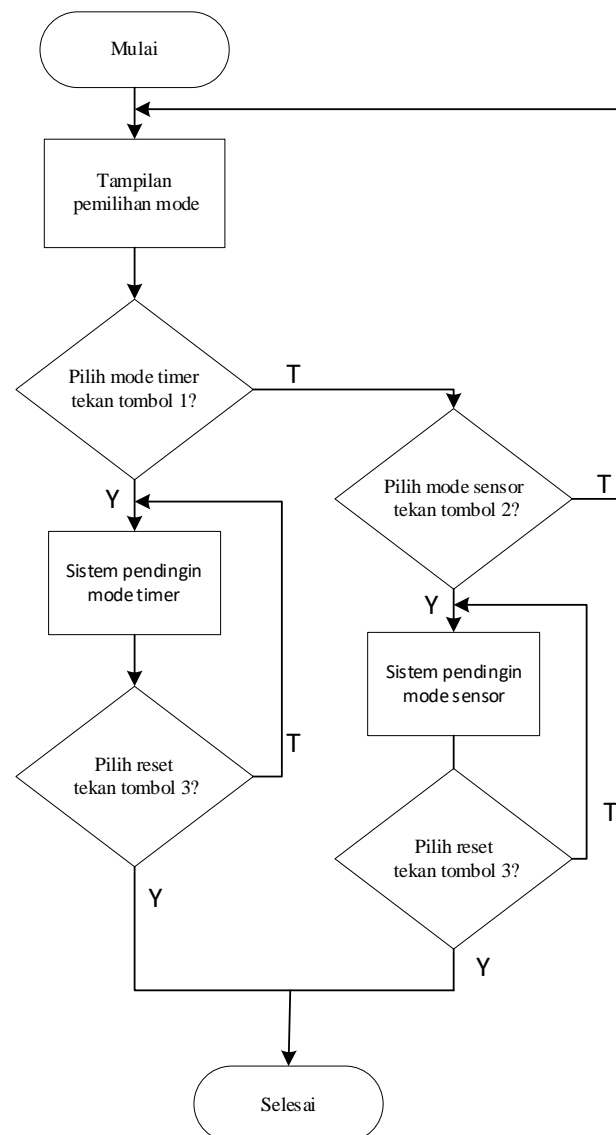 Mulai
Tampilan
pemilihan mode
Pilih mode timer
tekan tombol 1?
T
Pilih mode sensor
tekan tombol 2?
T
Y
Sistem pendingin
mode timer
Y
Sistem pendingin
mode sensor
Pilih reset
tekan tombol 3?
T
Pilih reset
tekan tombol 3?
T
Y
Y
Selesai